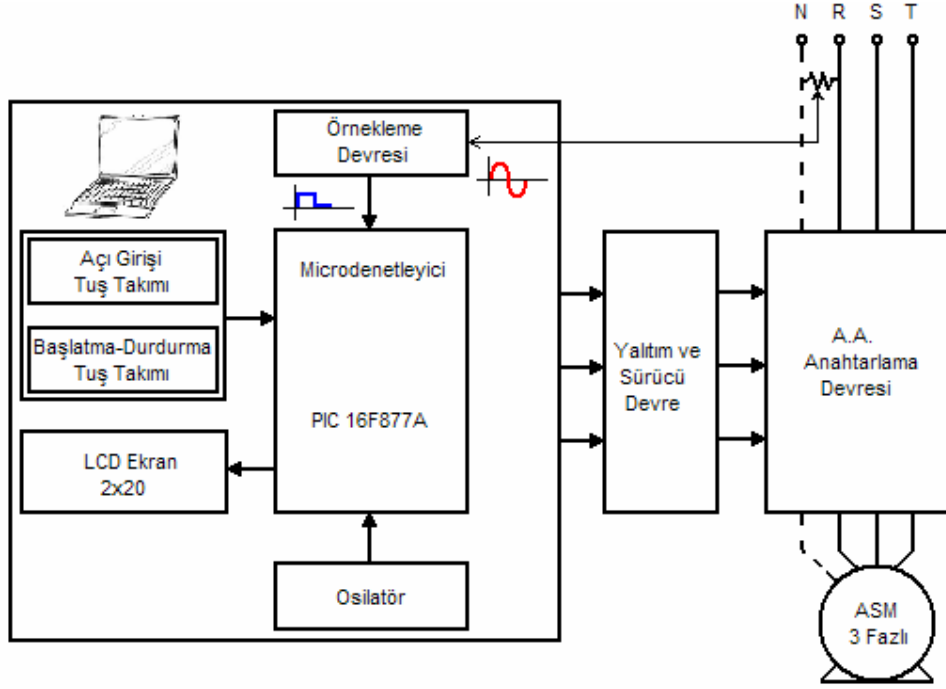 N R S T
Örnekleme
Devresi
Açı Girişi
Tuş Takımı
Başlatma-Durdurma
Tuş Takımı
LCD Ekran
2x20
Microdenetleyici
PIC 16F877A
Osilatör
Yalıtım ve
Sürücü
Devre
A.A.
Anahtarlama
Devresi
ASM
3 Fazlı